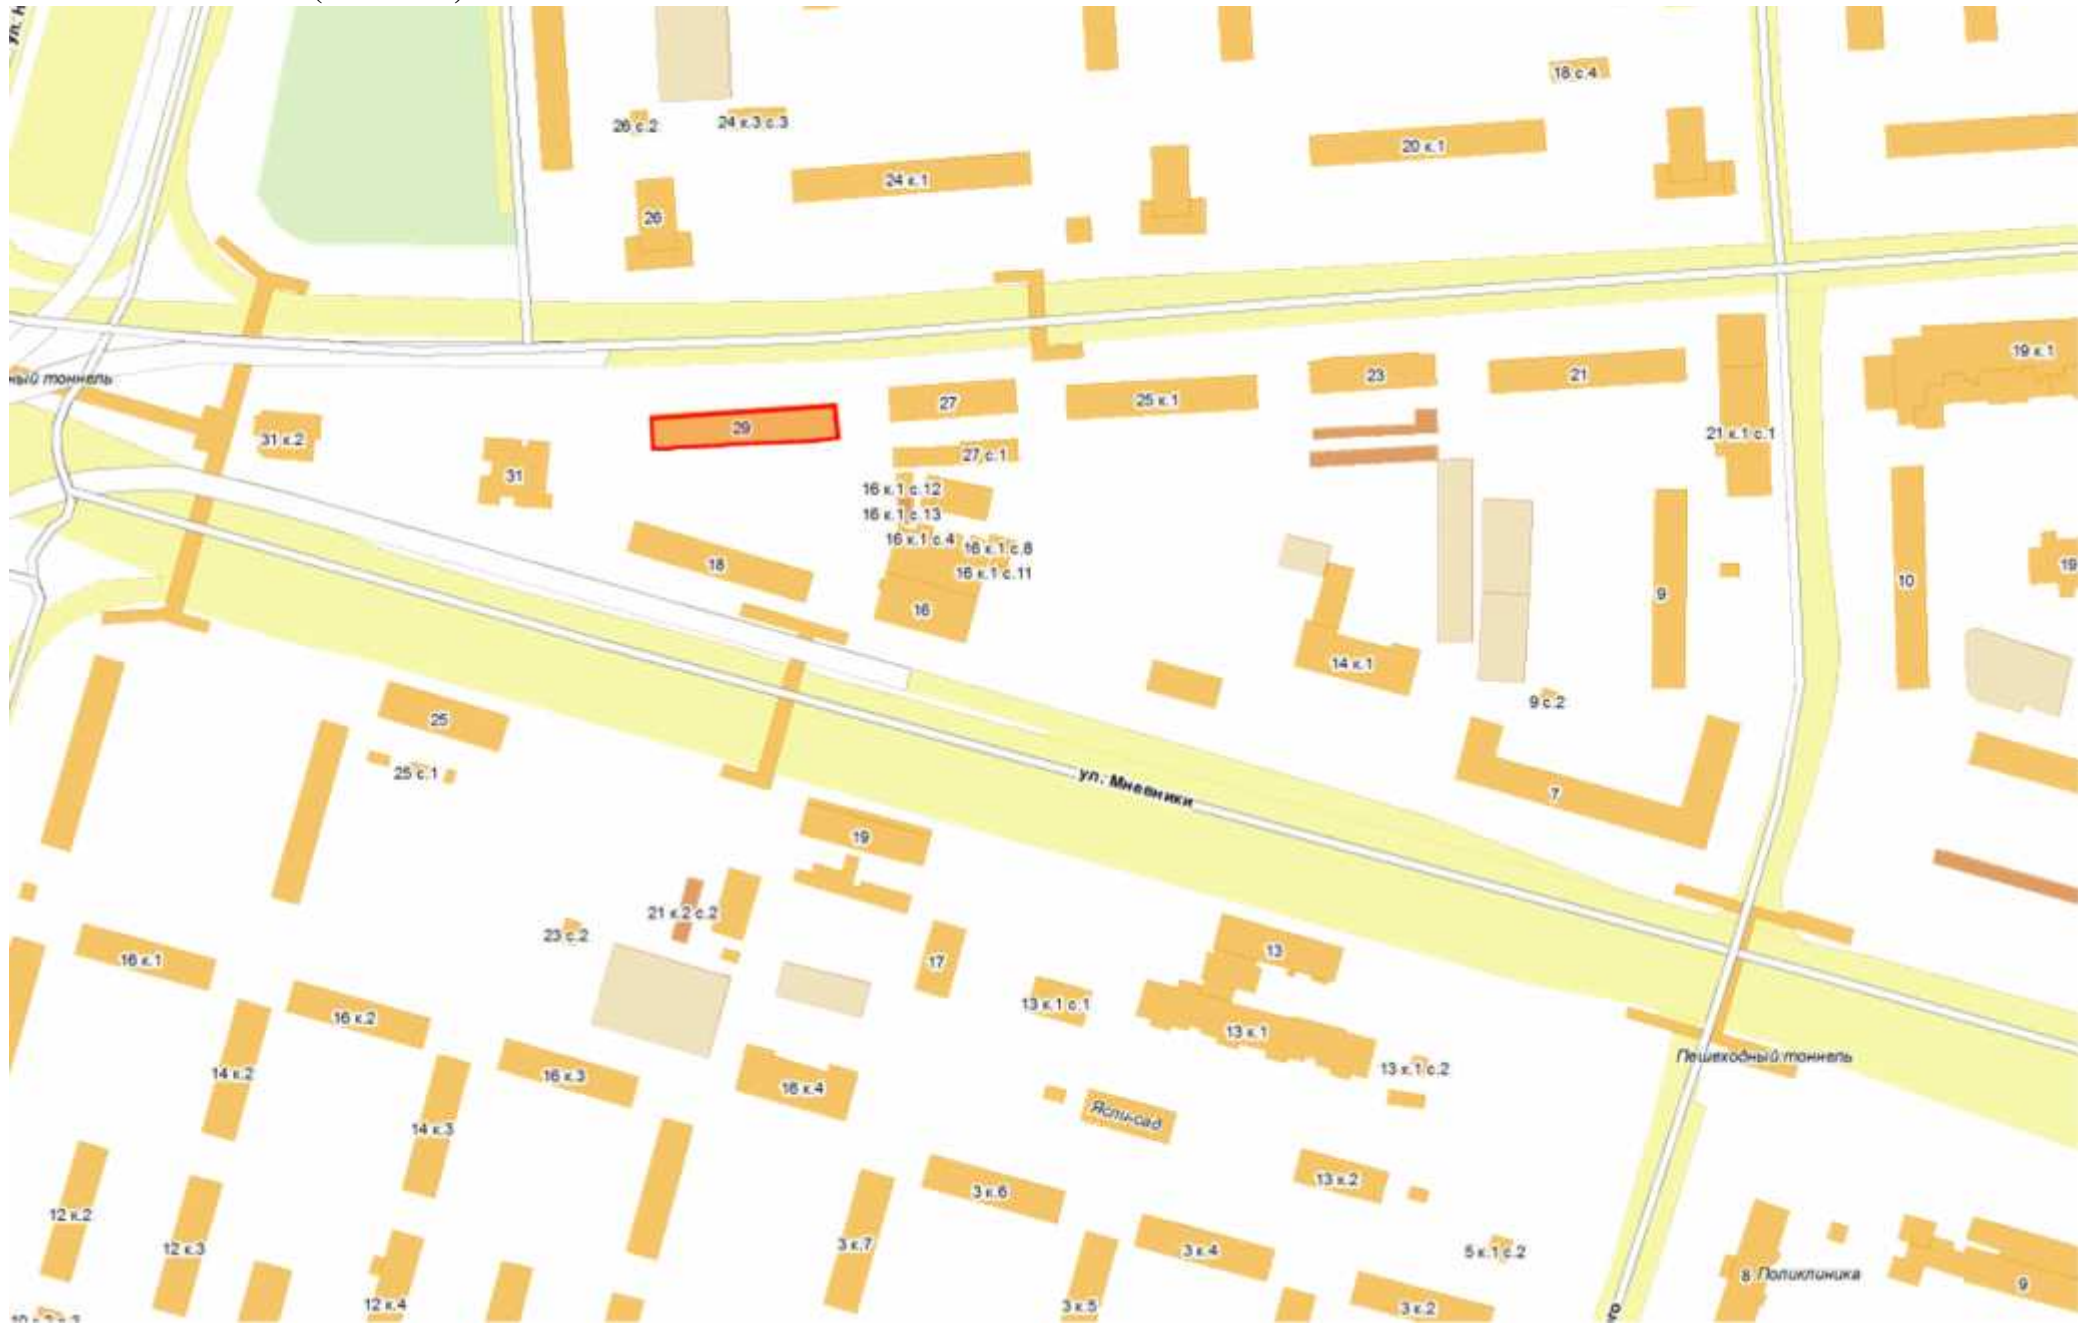 18 с.4
26 с.2
24 к.3 с.3
20 к.1
24 к.1
26
19 к.1
ный тоннель
23
21
25 к.1
27
29
31 к.2
21 к.1 с.1
27 с.1
31
16 к.1 с.12
16 к.1 с.13
16 к.1 с.4
16 к.1 с.8
16 к.1 с.11
18
19
10
9
16
14 к.1
9 с.2
25
25 с.1
ул. Мневники
7
19
21 к.2 с.2
23 с.2
13
16 к.1
17
13 к.1 с.1
16 к.2
13 к.1
Пешеходный тоннель
13 к.1 с.2
14 к.2
16 к.3
16 к.4
Ясли-сад
14 к.3
13 к.2
3 к.6
12 к.2
12 к.3
3 к.7
3 к.4
5 к.1 с.2
8 Поликлиника
9
12 к.4
3 к.5
3 к.2